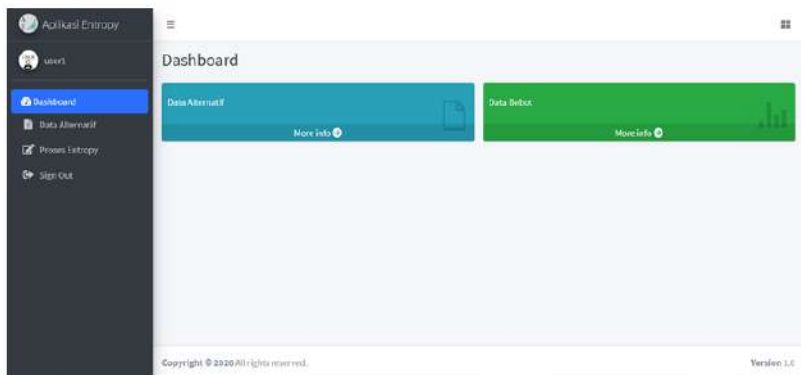 Aplikasi Entropy
user1
Dashboard
Data Alternatif
Proses Entropy
Sign Out
Dashboard
Data Alternatif
More info
Data Bobot
More info
Copyright © 2020 All rights reserved.
Version 1.0